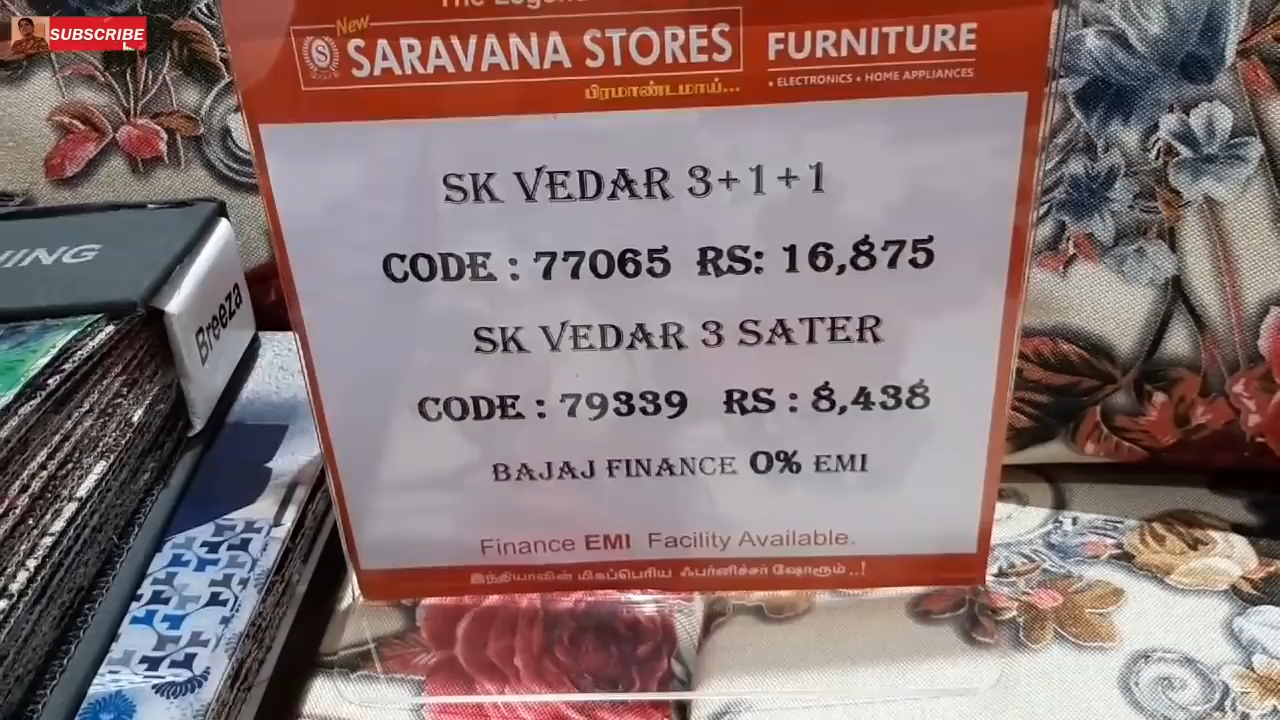 SUBSCRIBE
The Legend
New
SARAVANA STORES
பிரமாண்டமாய்...
FURNITURE
• ELECTRONICS • HOME APPLIANCES
SK VEDAR 3+1+1
CODE : 77065 RS: 16,875
SK VEDAR 3 SATER
CODE : 79339 RS : 8,438
BAJAJ FINANCE 0% EMI
Finance EMI Facility Available.
இந்தியாவின் மிகப்பெரிய ஃபர்னிச்சர் ஷோரூம்..!
Breeza